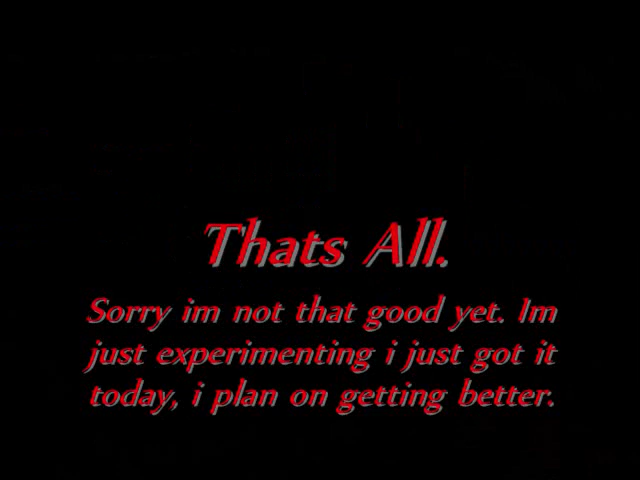 Thats All.
Sorry im not that good yet. Im
just experimenting i just got it
today, i plan on getting better.